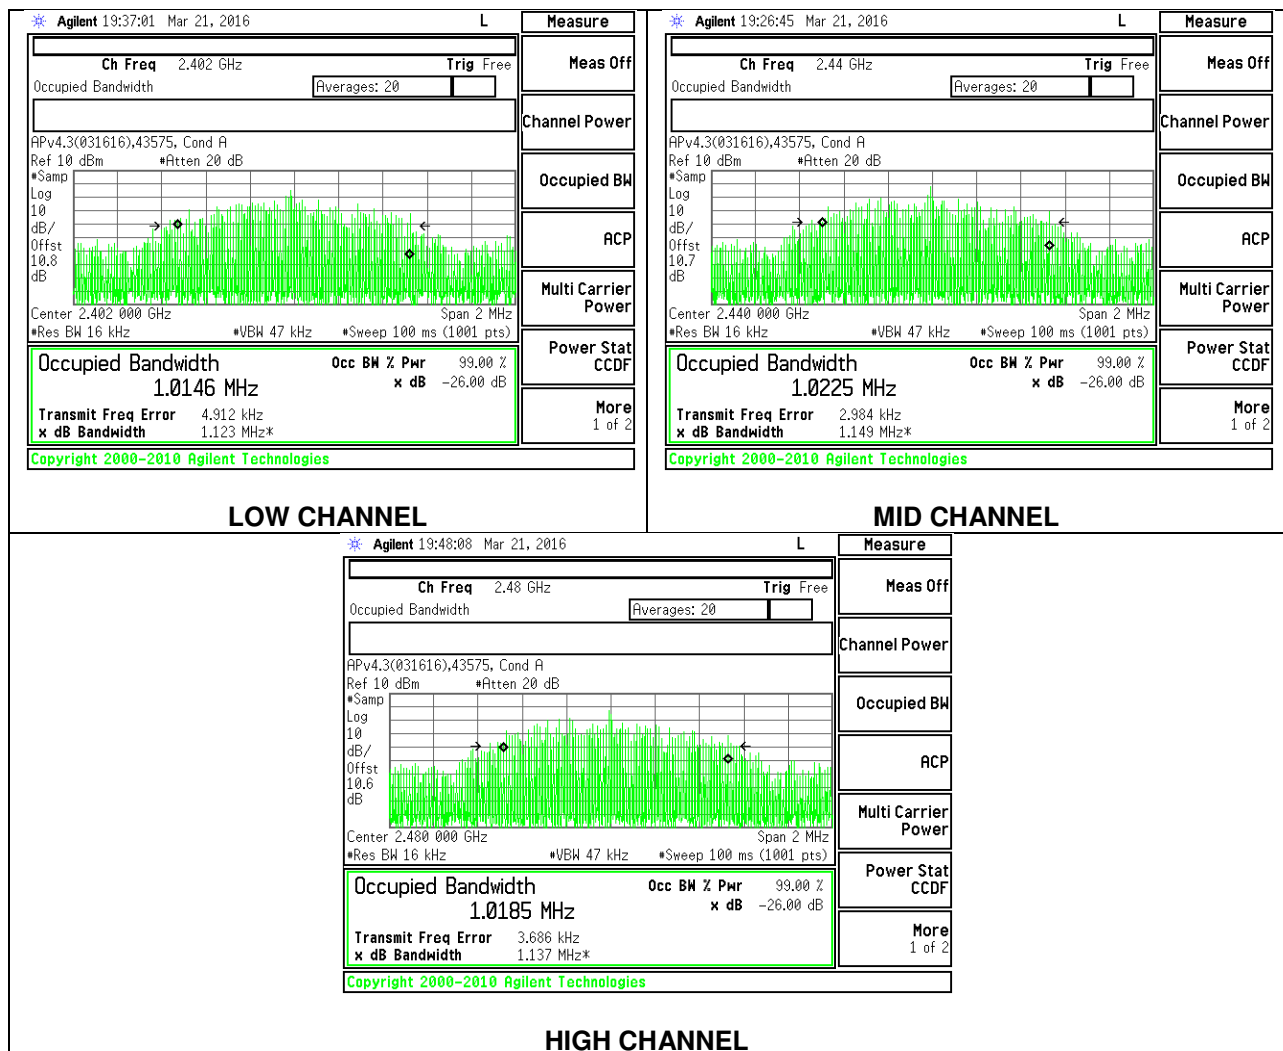 Agilent 19:37:01 Mar 21, 2016 L Measure
Ch Freq 2.402 GHz Trig Free
Occupied Bandwidth Averages: 20
APv4.3(031616),43575, Cond A
Ref 10 dBm #Atten 20 dB
#Samp
Log
10
dB/
Offst
10.8
dB
Center 2.402 000 GHz Span 2 MHz
#Res BW 16 kHz #VBW 47 kHz #Sweep 100 ms (1001 pts)
Occupied Bandwidth Occ BW % Pwr 99.00 %
1.0146 MHz x dB -26.00 dB
Transmit Freq Error 4.912 kHz
x dB Bandwidth 1.123 MHz*
Copyright 2000-2010 Agilent Technologies
Meas Off
Channel Power
Occupied BW
ACP
Multi Carrier
Power
Power Stat
CCDF
More
1 of 2
LOW CHANNEL
Agilent 19:26:45 Mar 21, 2016 L Measure
Ch Freq 2.44 GHz Trig Free
Occupied Bandwidth Averages: 20
APv4.3(031616),43575, Cond A
Ref 10 dBm #Atten 20 dB
#Samp
Log
10
dB/
Offst
10.7
dB
Center 2.440 000 GHz Span 2 MHz
#Res BW 16 kHz #VBW 47 kHz #Sweep 100 ms (1001 pts)
Occupied Bandwidth Occ BW % Pwr 99.00 %
1.0225 MHz x dB -26.00 dB
Transmit Freq Error 2.984 kHz
x dB Bandwidth 1.149 MHz*
Copyright 2000-2010 Agilent Technologies
Meas Off
Channel Power
Occupied BW
ACP
Multi Carrier
Power
Power Stat
CCDF
More
1 of 2
MID CHANNEL
Agilent 19:48:08 Mar 21, 2016 L Measure
Ch Freq 2.48 GHz Trig Free
Occupied Bandwidth Averages: 20
APv4.3(031616),43575, Cond A
Ref 10 dBm #Atten 20 dB
#Samp
Log
10
dB/
Offst
10.6
dB
Center 2.480 000 GHz Span 2 MHz
#Res BW 16 kHz #VBW 47 kHz #Sweep 100 ms (1001 pts)
Occupied Bandwidth Occ BW % Pwr 99.00 %
1.0185 MHz x dB -26.00 dB
Transmit Freq Error 3.686 kHz
x dB Bandwidth 1.137 MHz*
Copyright 2000-2010 Agilent Technologies
Meas Off
Channel Power
Occupied BW
ACP
Multi Carrier
Power
Power Stat
CCDF
More
1 of 2
HIGH CHANNEL